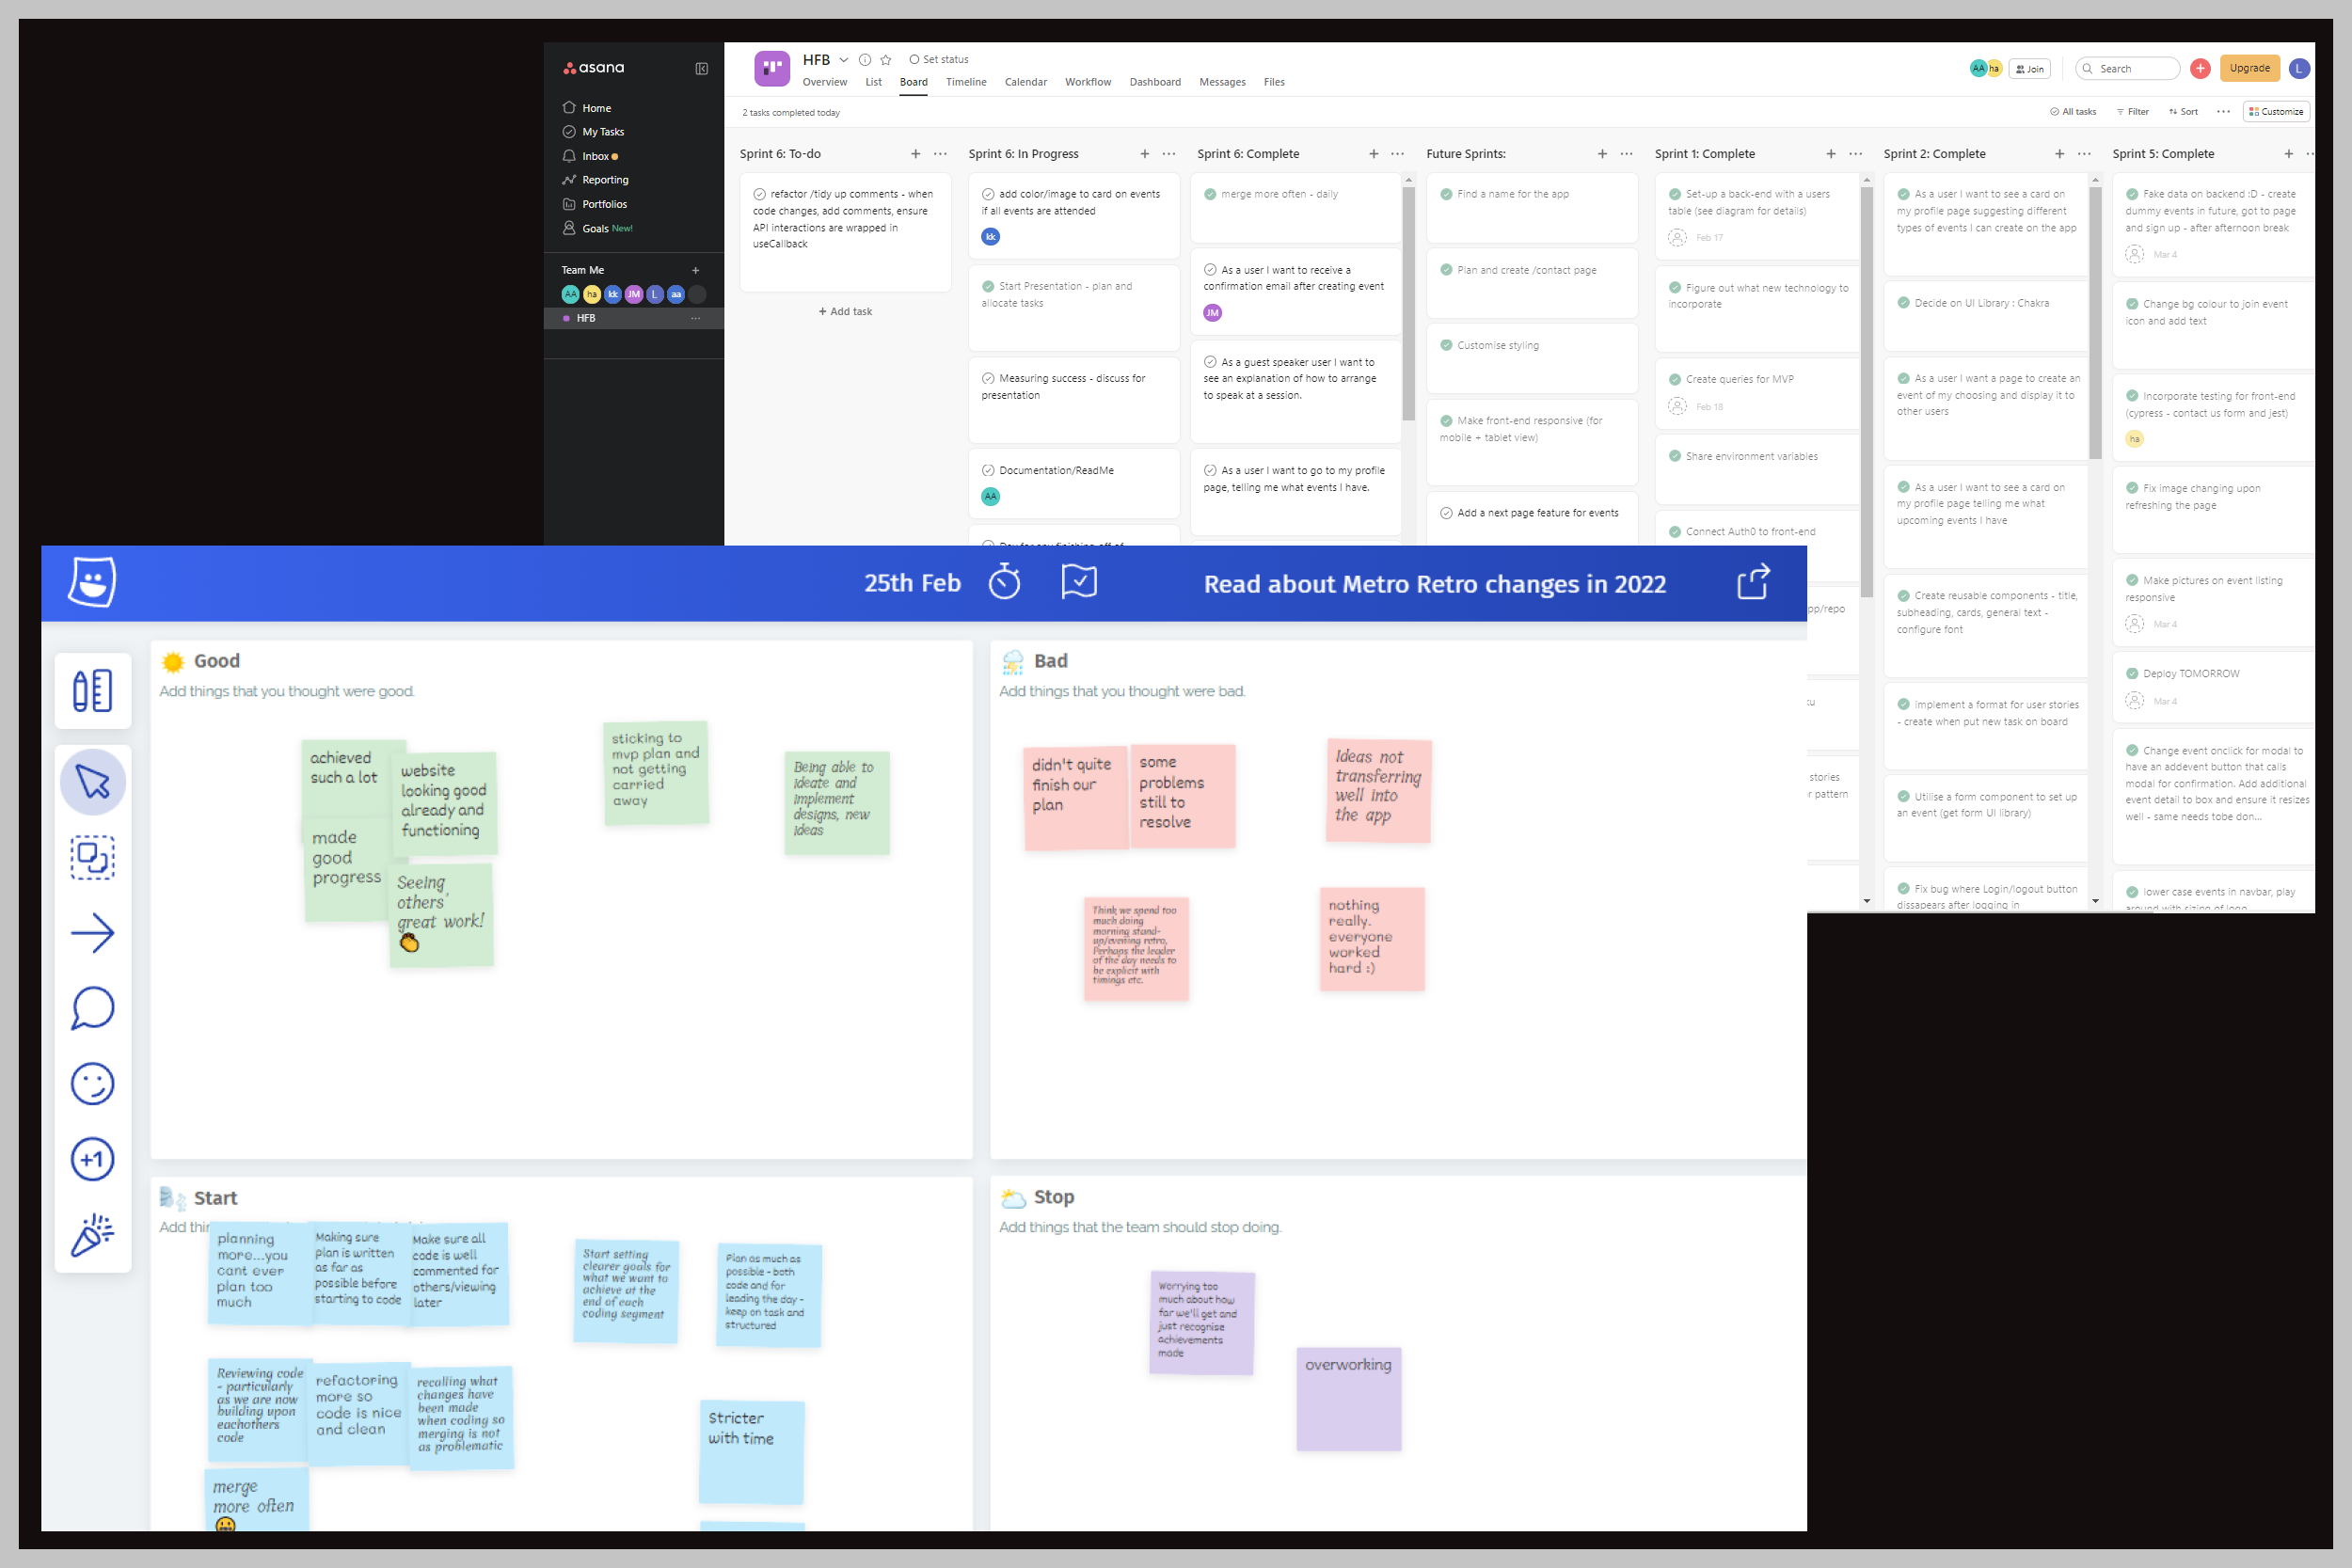 asana
Home
My Tasks
Inbox
Reporting
Portfolios
Goals New!
Team Me
+
AA ha kk JM L aa
HFB
...
HFB
Set status
Overview List Board Timeline Calendar Workflow Dashboard Messages Files
AA ha
Join
Search
+
Upgrade
L
2 tasks completed today
All tasks
Filter
Sort
...
Customize
Sprint 6: To-do
refactor /tidy up comments - when
code changes, add comments, ensure
API interactions are wrapped in
useCallback
+ Add task
Sprint 6: In Progress
add color/image to card on events
if all events are attended
kk
Start Presentation - plan and
allocate tasks
Measuring success - discuss for
presentation
Documentation/ReadMe
AA
Sprint 6: Complete
merge more often - daily
As a user I want to receive a
confirmation email after creating event
JM
As a guest speaker user I want to
see an explanation of how to arrange
to speak at a session.
As a user I want to go to my profile
page, telling me what events I have.
Future Sprints:
Find a name for the app
Plan and create /contact page
Customise styling
Make front-end responsive (for
mobile + tablet view)
Add a next page feature for events
Sprint 1: Complete
Set-up a back-end with a users
table (see diagram for details)
Feb 17
Figure out what new technology to
incorporate
Create queries for MVP
Feb 18
Share environment variables
Connect Auth0 to front-end
pp/repo
stories
r pattern
Sprint 2: Complete
As a user I want to see a card on
my profile page suggesting different
types of events I can create on the app
Decide on UI Library : Chakra
As a user I want a page to create an
event of my choosing and display it to
other users
As a user I want to see a card on
my profile page telling me what
upcoming events I have
Create reusable components - title,
subheading, cards, general text -
configure font
implement a format for user stories
- create when put new task on board
Utilise a form component to set up
an event (get form UI library)
Fix bug where Login/logout button
dissapears after logging in
Sprint 5: Complete
Fake data on backend :D - create
dummy events in future, got to page
and sign up - after afternoon break
Mar 4
Change bg colour to join event
icon and add text
Incorporate testing for front-end
(cypress - contact us form and jest)
ha
Fix image changing upon
refreshing the page
Make pictures on event listing
responsive
Mar 4
Deploy TOMORROW
Mar 4
Change event onclick for modal to
have an addevent button that calls
modal for confirmation. Add additional
event detail to box and ensure it resizes
well - same needs tobe don...
lower case events in navbar, play
around with sizing of logo
25th Feb
Read about Metro Retro changes in 2022
+1
Good
Add things that you thought were good.
achieved
such a lot
website
looking good
already and
functioning
made
good
progress
Seeing
others'
great work!
sticking to
mvp plan and
not getting
carried
away
Being able to
ideate and
implement
designs, new
ideas
Bad
Add things that you thought were bad.
didn't quite
finish our
plan
some
problems
still to
resolve
Ideas not
transferring
well into
the app
Think we spend too
much doing
morning stand-
up/evening retro,
Perhaps the leader
of the day needs to
be explicit with
timings etc.
nothing
really.
everyone
worked
hard :)
Start
Add
planning
more...you
cant ever
plan too
much
Making sure
plan is written
as far as
possible before
starting to code
Make sure all
code is well
commented for
others/viewing
later
Start setting
clearer goals for
what we want to
achieve at the
end of each
coding segment
Plan as much as
possible - both
code and for
leading the day -
keep on task and
structured
Reviewing code
- particularly
as we are now
building upon
eachothers
code
refactoring
more so
code is nice
and clean
recalling what
changes have
been made
when coding so
merging is not
as problematic
Stricter
with time
merge
more often
Stop
Add things that the team should stop doing.
Worrying too
much about how
far we'll get and
just recognise
achievements
made
overworking